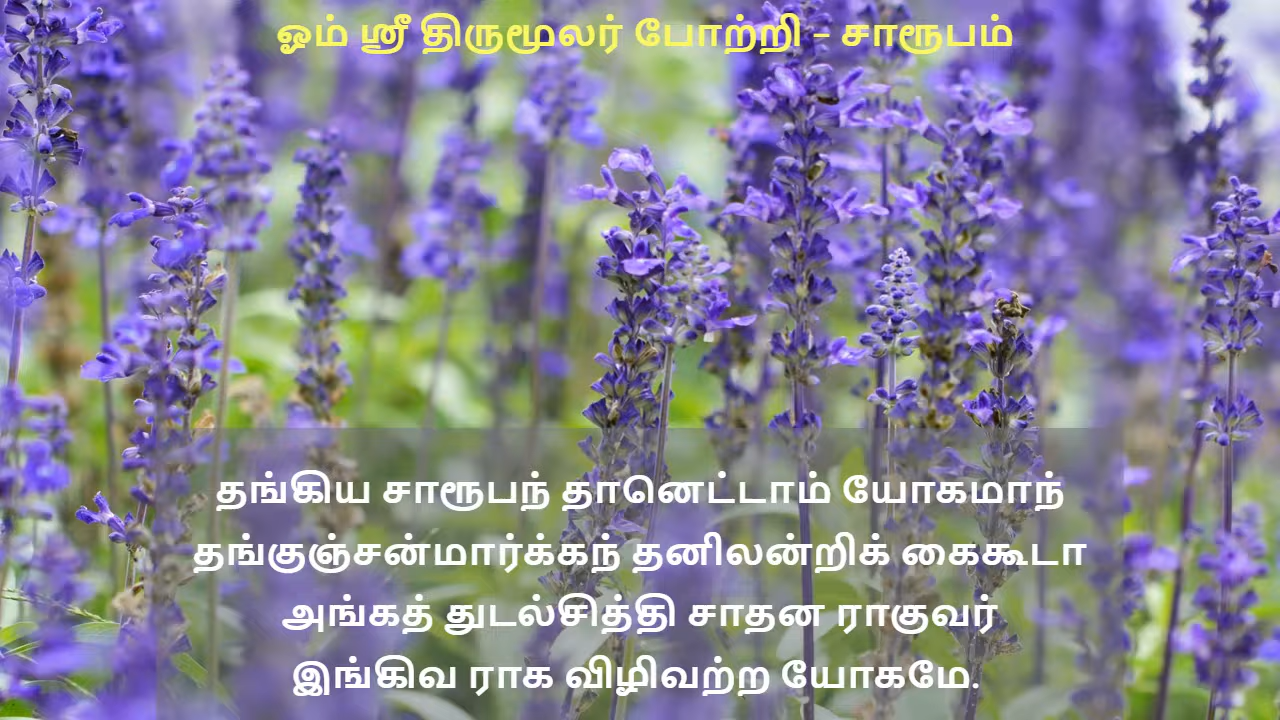 ஓம் ஸ்ரீ திருமூலர் போற்றி - சாரூபம்
தங்கிய சாரூபந் தானெட்டாம் யோகமாந்
தங்குஞ்சன்மார்க்கந் தனிலன்றிக் கைகூடா
அங்கத் துடல்சித்தி சாதன ராகுவர்
இங்கிவ ராக விழிவற்ற யோகமே.